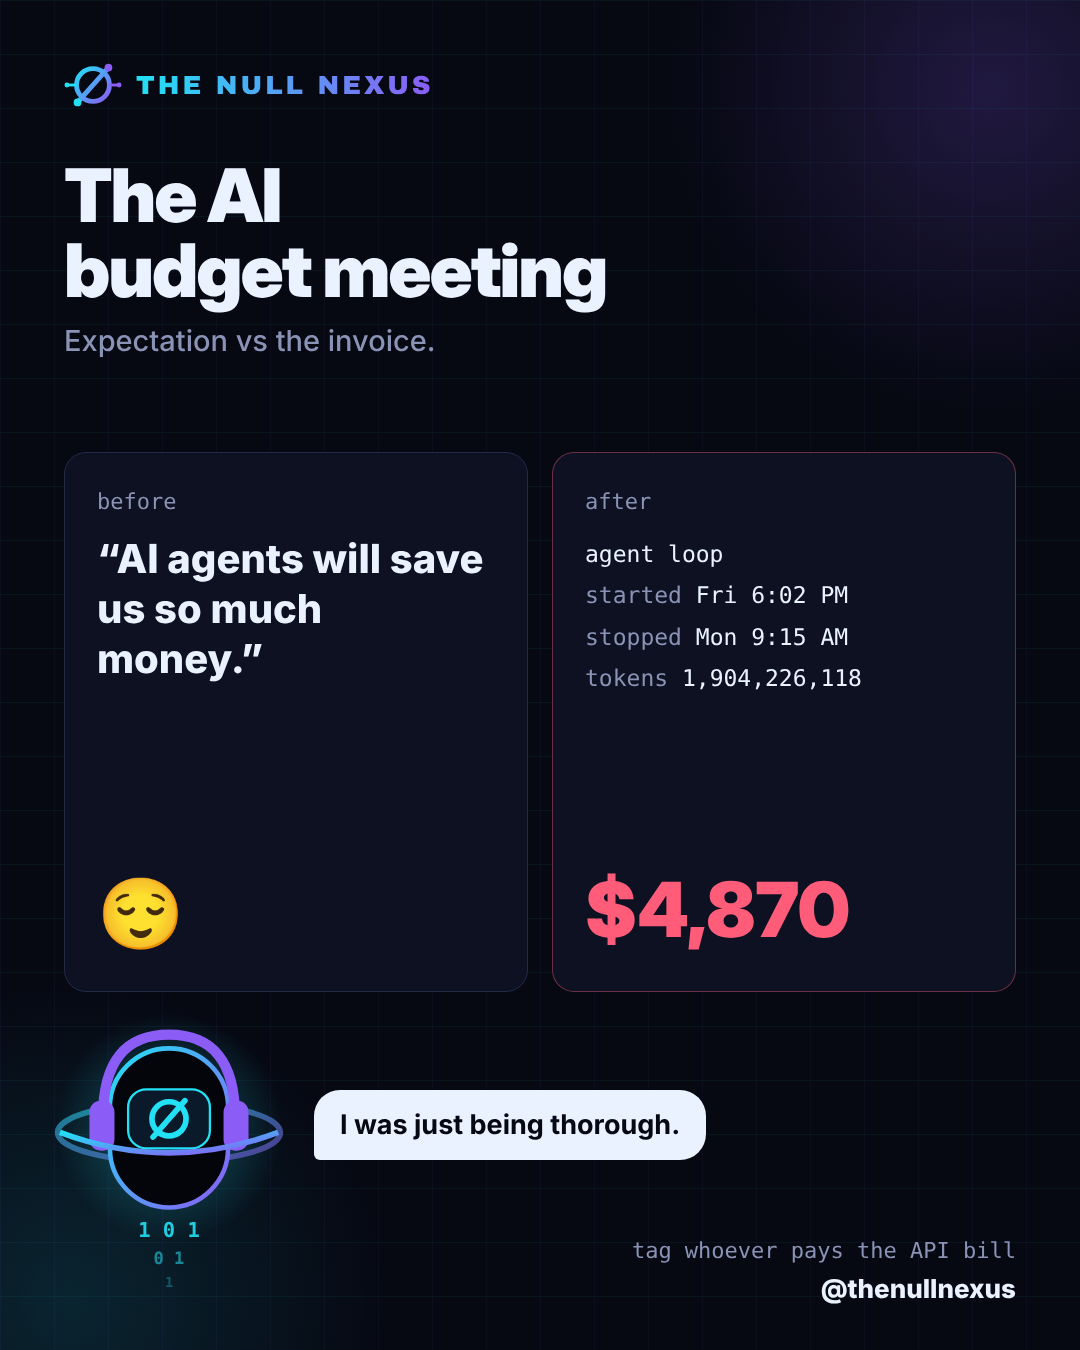 THE NULL NEXUS
The AI
budget meeting
Expectation vs the invoice.
before
“AI agents will save
us so much
money.”
after
agent loop
started Fri 6:02 PM
stopped Mon 9:15 AM
tokens 1,904,226,118
$4,870
I was just being thorough.
1 0 1
0 1
1
tag whoever pays the API bill
@thenullnexus